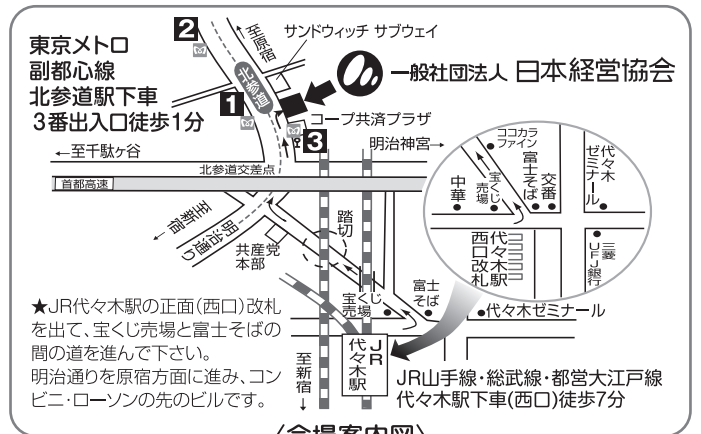 東京メトロ
副都心線
北参道駅下車
3番出入口徒歩1分
2
至原宿
サンドウィッチ サブウェイ
一般社団法人 日本経営協会
北参道
1
コープ共済プラザ
3
明治神宮→
←至千駄ヶ谷
北参道交差点
首都高速
至新宿
明治通り
共産党
本部
踏切
宝くじ
売場
富士
そば
代々木ゼミナール
JR
代々木駅
至新宿
ココカラ
ファイン
中華
宝くじ
売場
富士そば
交番
代々木
ゼミナール
代々木駅
西口改札
三菱
UFJ銀行
★JR代々木駅の正面(西口)改札
を出て、宝くじ売場と富士そばの
間の道を進んで下さい。
明治通りを原宿方面に進み、コン
ビニ・ローソンの先のビルです。
JR山手線・総武線・都営大江戸線
代々木駅下車(西口)徒歩7分